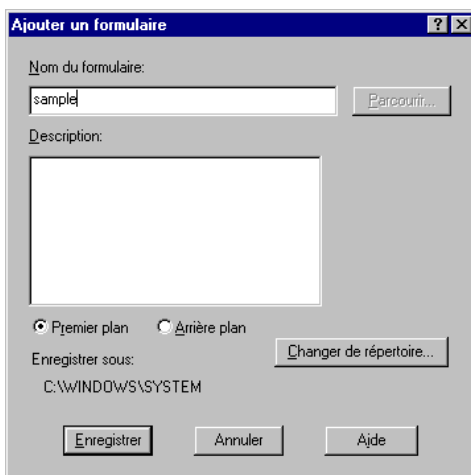 Ajouter un formulaire
Nom du formulaire:
sample
Parcourir...
Description:
Premier plan
Arrière plan
Enregistrer sous:
Changer de répertoire...
C:\WINDOWS\SYSTEM
Enregistrer
Annuler
Aide